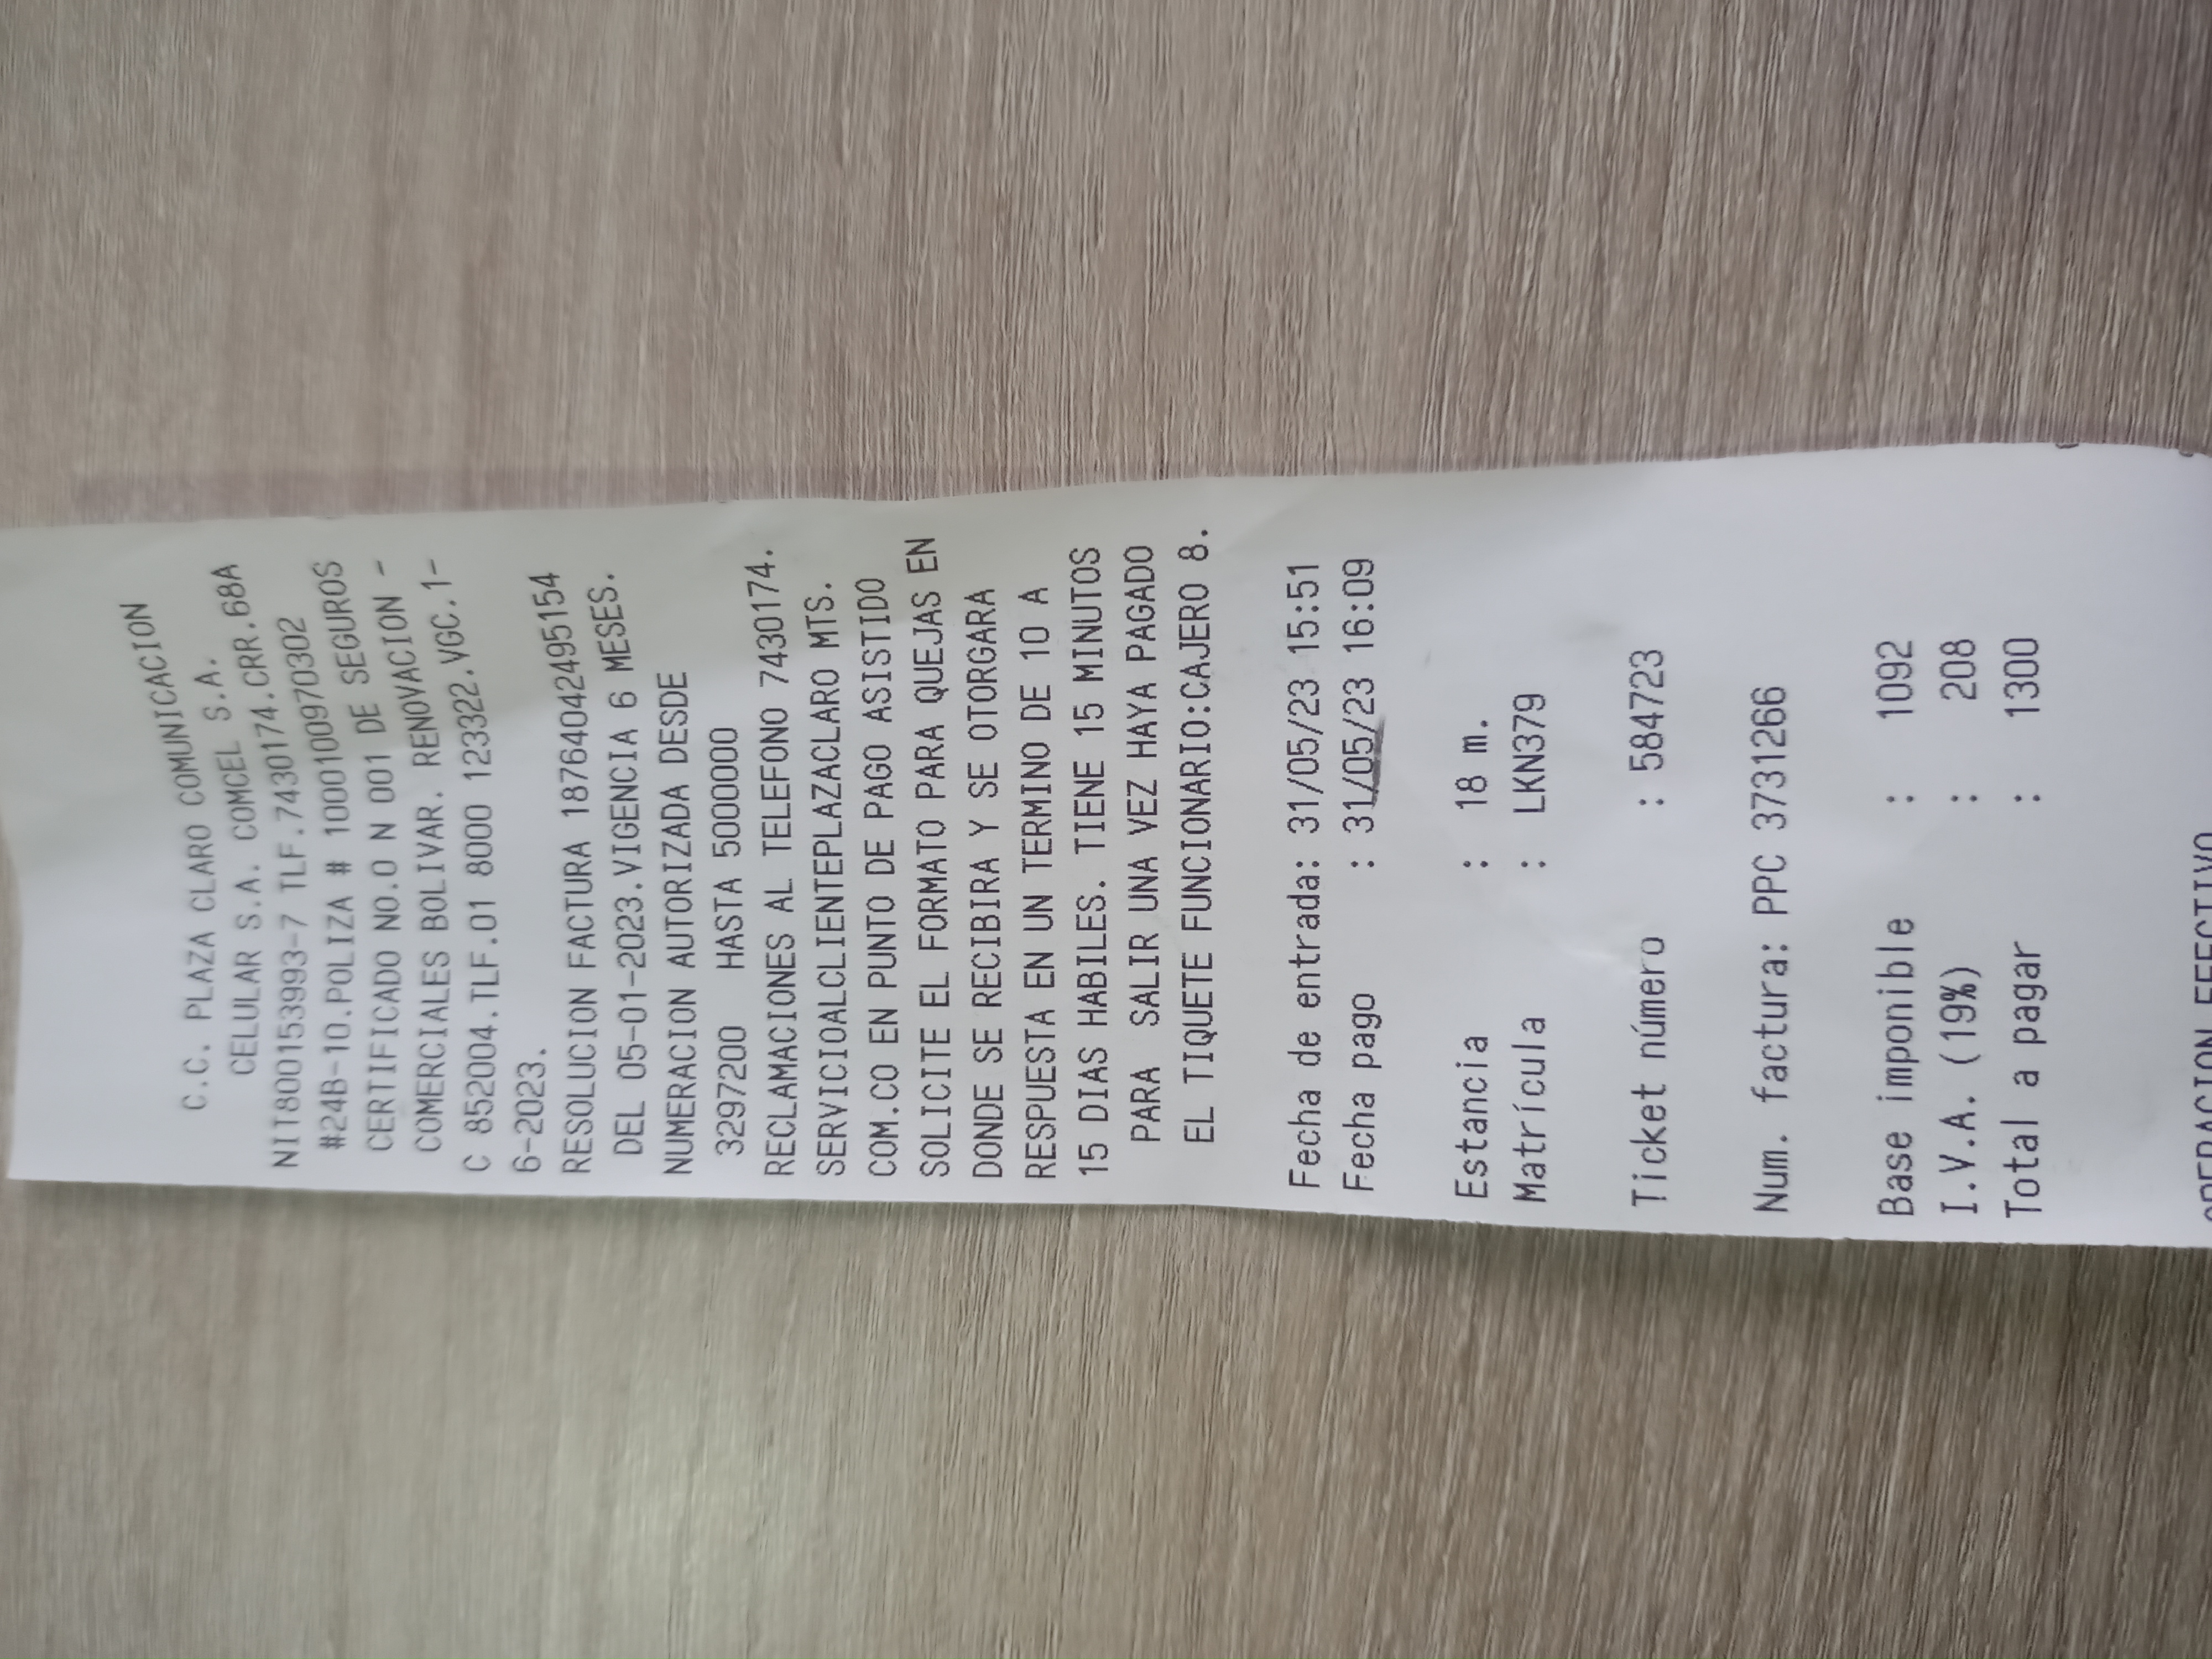 C.C. PLAZA CLARO COMUNICACION
CELULAR S.A. COMCEL S.A.
NIT8001539​93-7 TLF.7430174.CRR.68A
#24B-10.POLIZA # 1000100970302
CERTIFICADO NO.0 N 001 DE SEGUROS
COMERCIALES BOLIVAR. RENOVACION -
C 852004.TLF.01 8000 123322.VGC.1-
6-2023.
RESOLUCION FACTURA 18764042495154
DEL 05-01-2023.VIGENCIA 6 MESES.
NUMERACION AUTORIZADA DESDE
3297200 HASTA 5000000
RECLAMACIONES AL TELEFONO 7430174.
SERVICIOALCLIENTEPLAZACLARO MTS.
COM.CO EN PUNTO DE PAGO ASISTIDO
SOLICITE EL FORMATO PARA QUEJAS EN
DONDE SE RECIBIRA Y SE OTORGARA
RESPUESTA EN UN TERMINO DE 10 A
15 DIAS HABILES. TIENE 15 MINUTOS
PARA SALIR UNA VEZ HAYA PAGADO
EL TIQUETE FUNCIONARIO:CAJERO 8.
Fecha de entrada: 31/05/23 15:51
Fecha pago : 31/05/23 16:09
Estancia : 18 m.
Matrícula : LKN379
Ticket número : 584723
Num. factura: PPC 3731266
Base imponible : 1092
I.V.A. (19%) : 208
Total a pagar : 1300
OPERACION EFECTIVO